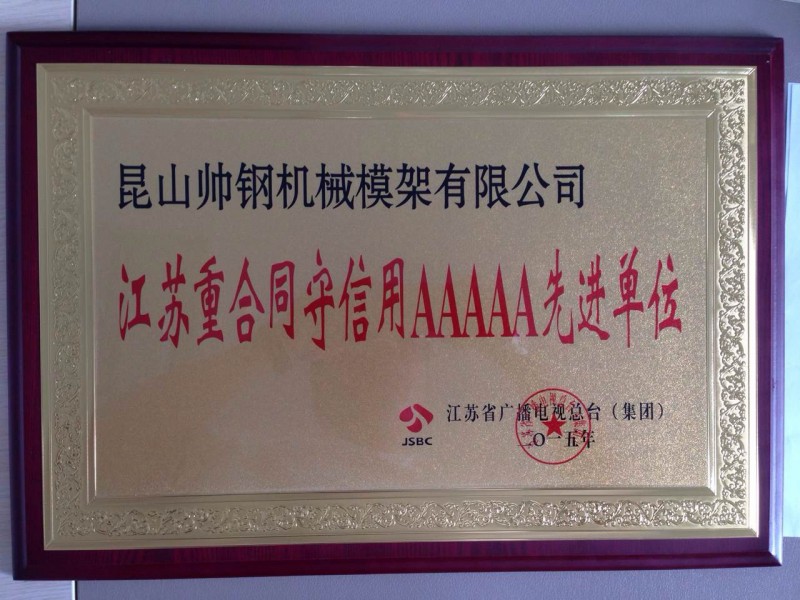 昆山帅钢机械模架有限公司
江苏重合同守信用AAAAA先进单位
JSBC
江苏省广播电视总台（集团）
二〇一五年